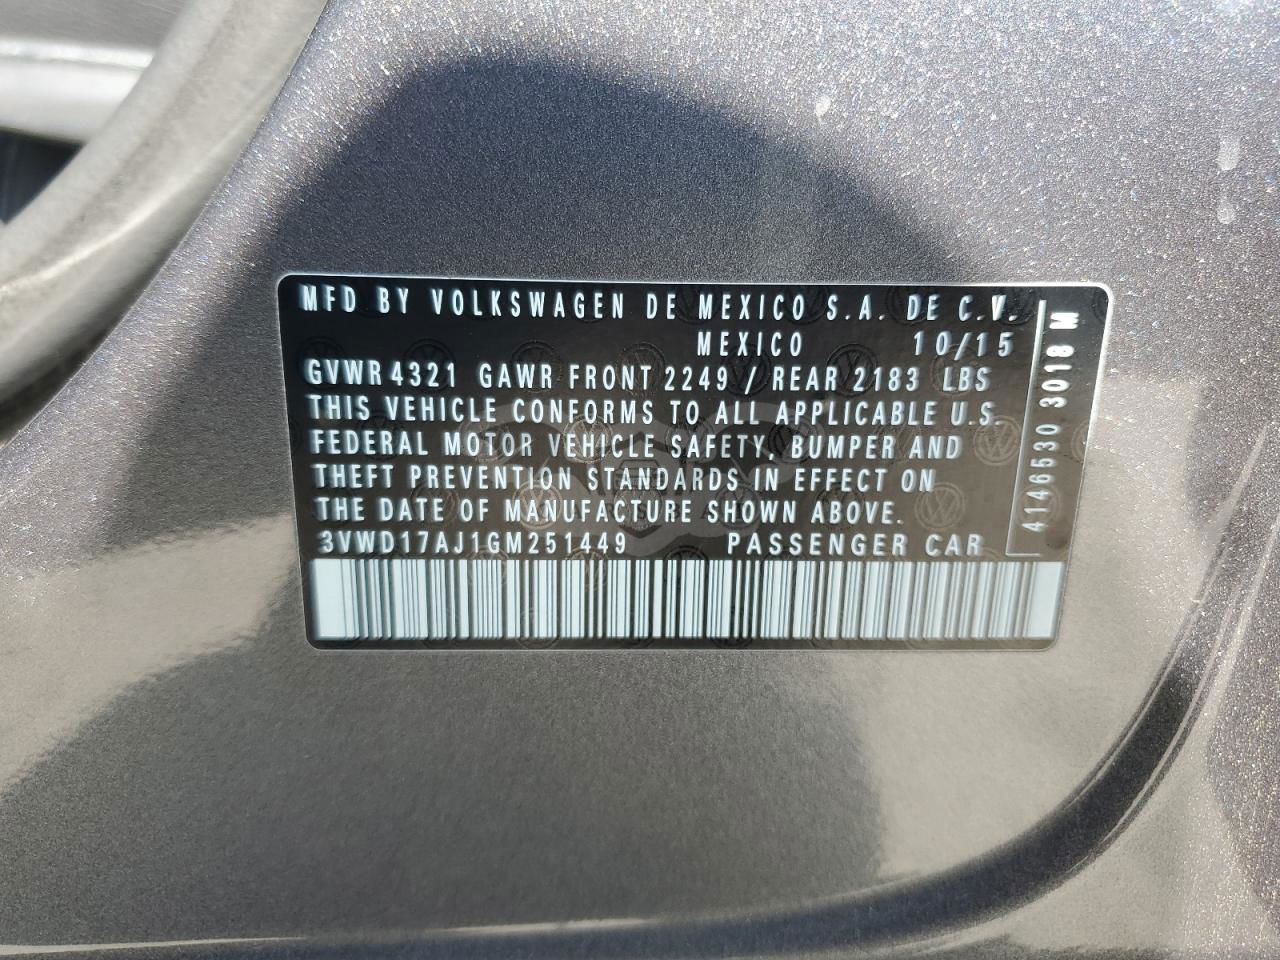 MFD BY VOLKSWAGEN DE MEXICO S.A. DE C.V.
MEXICO 10/15
GVWR 4321 GAWR FRONT 2249 / REAR 2183 LBS
THIS VEHICLE CONFORMS TO ALL APPLICABLE U.S.
FEDERAL MOTOR VEHICLE SAFETY, BUMPER AND
THEFT PREVENTION STANDARDS IN EFFECT ON
THE DATE OF MANUFACTURE SHOWN ABOVE.
3VWD17AJ1GM251449 PASSENGER CAR
4146530 3018 M